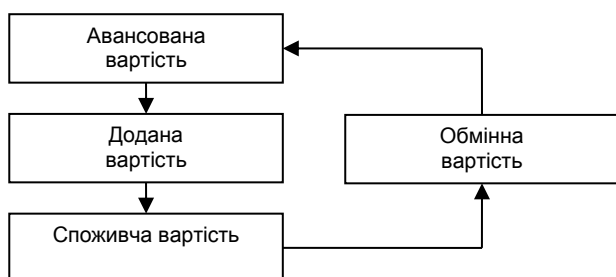 Авансована
вартість
Додана
вартість
Обмінна
вартість
Споживча вартість